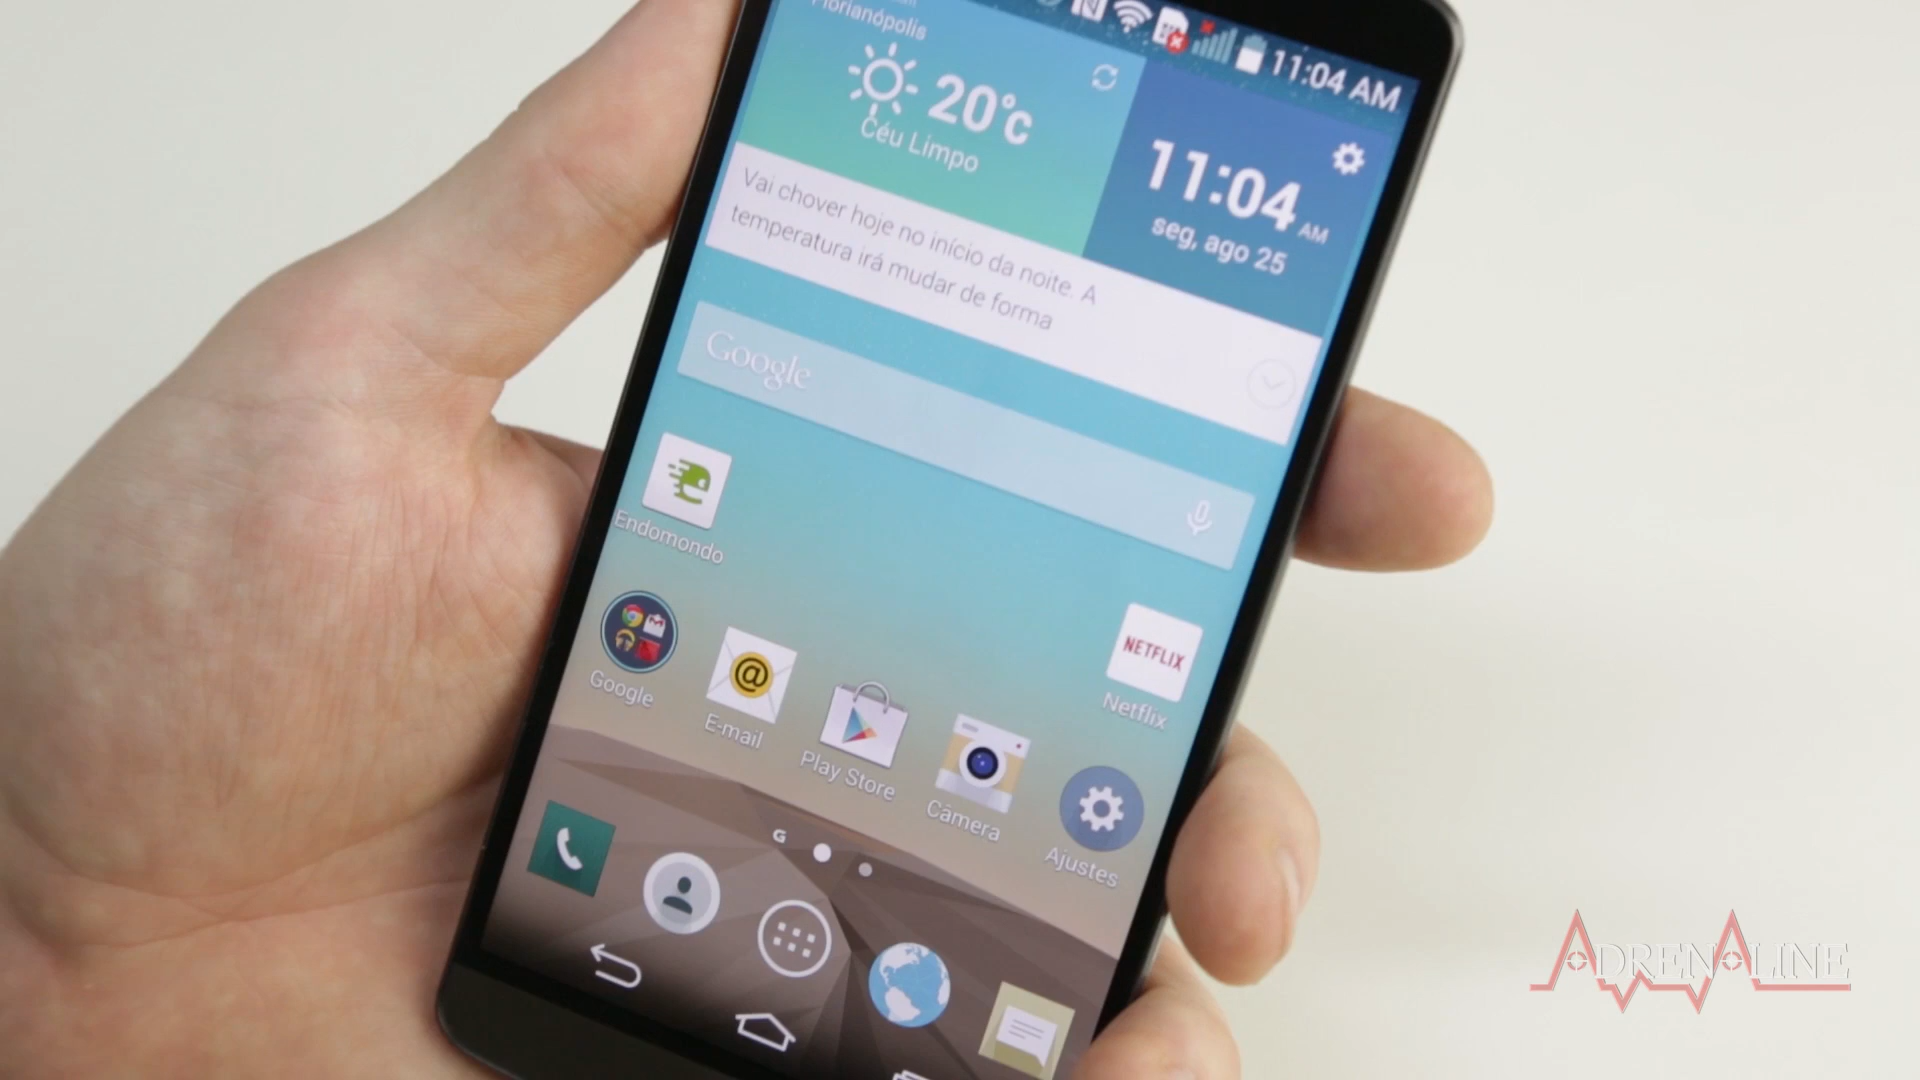 11:04 AM
Florianópolis
20°c
Céu Limpo
11:04 AM
seg, ago 25
Vai chover hoje no início da noite. A
temperatura irá mudar de forma
Google
Endomondo
NETFLIX
Netflix
Google
E-mail
Play Store
Câmera
Ajustes
G
ADRENALINE